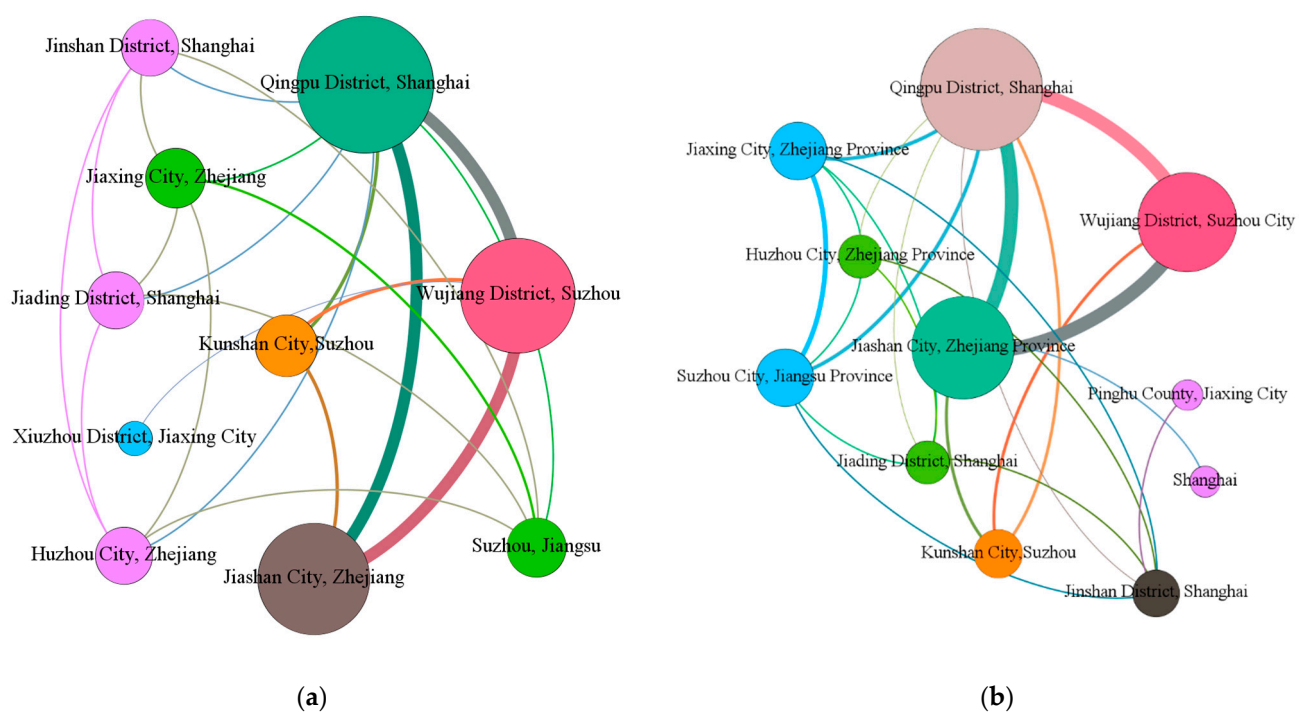 Jinshan District, Shanghai
Qingpu District, Shanghai
Jiaxing City, Zhejiang
Jiading District, Shanghai
Wujiang District, Suzhou
Kunshan City,Suzhou
Xiuzhou District, Jiaxing City
Huzhou City, Zhejiang
Suzhou, Jiangsu
Jiashan City, Zhejiang
(a)
Qingpu District, Shanghai
Jiaxing City, Zhejiang Province
Wujiang District, Suzhou City
Huzhou City, Zhejiang Province
Jiashan City, Zhejiang Province
Suzhou City, Jiangsu Province
Pinghu County, Jiaxing City
Jiading District, Shanghai
Shanghai
Kunshan City,Suzhou
Jinshan District, Shanghai
(b)